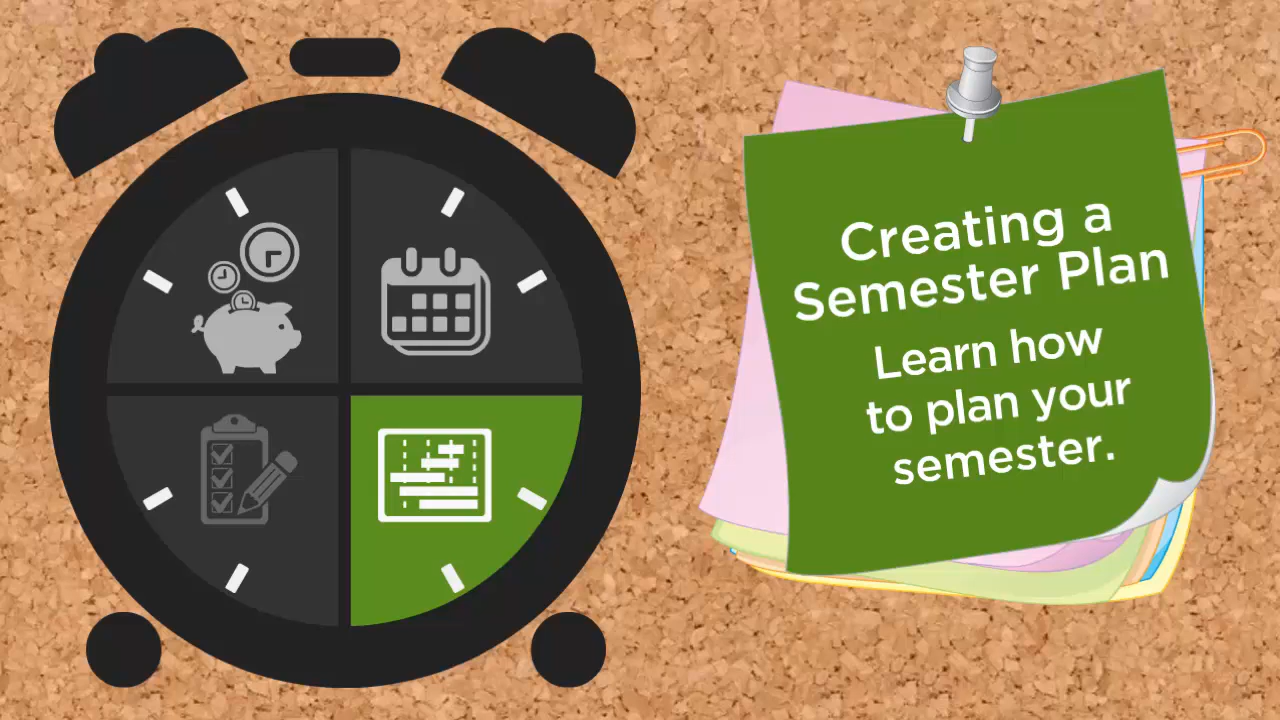 Creating a
Semester Plan
Learn how
to plan your
semester.